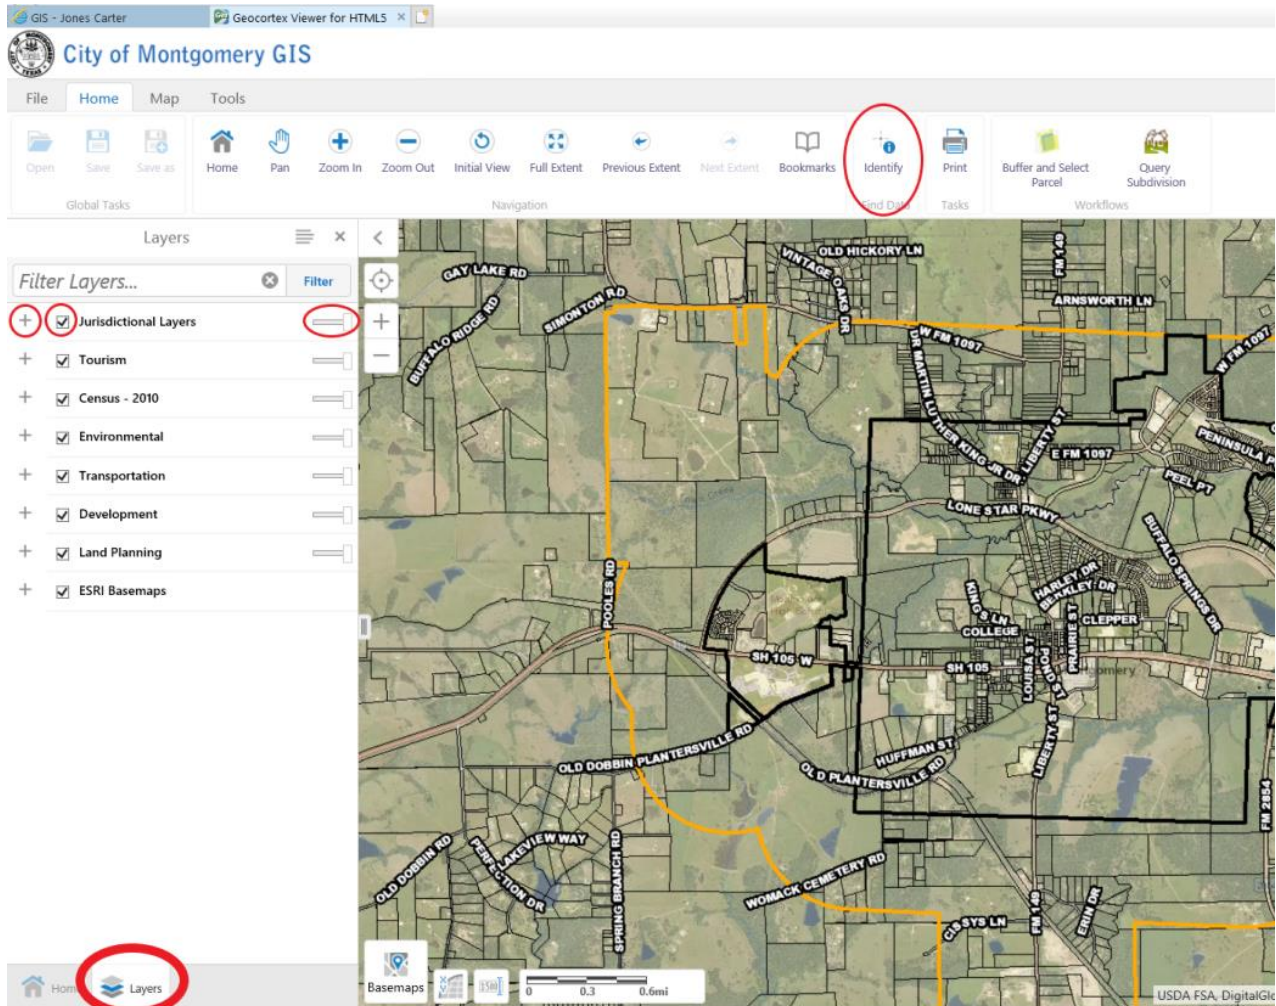 GIS - Jones Carter
Geocortex Viewer for HTML5
City of Montgomery GIS
File Home Map Tools
Open Save Save as Home Pan Zoom In Zoom Out Initial View Full Extent Previous Extent Next Extent Bookmarks Identify Print Buffer and Select Parcel Query Subdivision
Global Tasks Navigation Find Data Tasks Workflows
Layers
Filter Layers... Filter
Jurisdictional Layers
Tourism
Census - 2010
Environmental
Transportation
Development
Land Planning
ESRI Basemaps
Layers
GAY LAKE RD
BUFFALO RIDGE RD
SIMONTON RD
VINTAGE OAKS DR
OLD HICKORY LN
FM 149
ARNSWORTH LN
W FM 1097
W FM 1097
DR MARTIN LUTHER KING JR DR
LIBERTY ST
E FM 1097
PENINSULA P
PEEL PT
LONE STAR PKWY
BUFFALO SPRINGS DR
POOLES RD
HARLEY DR
BERKLEY DR
KINGS LN
COLLEGE
CLEPPER
PRAIRIE ST
SH 105 W
SH 105
LOUISA ST
POND ST
gomery
HUFFMAN ST
LIBERTY ST
OLD DOBBIN PLANTERSVILLE RD
OLD PLANTERSVILLE RD
FM 2854
LAKEVIEW WAY
PERFECTION DR
OLD DOBBIN RD
SPRING BRANCH RD
WOMACK CEMETERY RD
CISSYS LN
FM 149
ERIN DR
Basemaps
0 0.3 0.6mi
USDA FSA, DigitalGlo